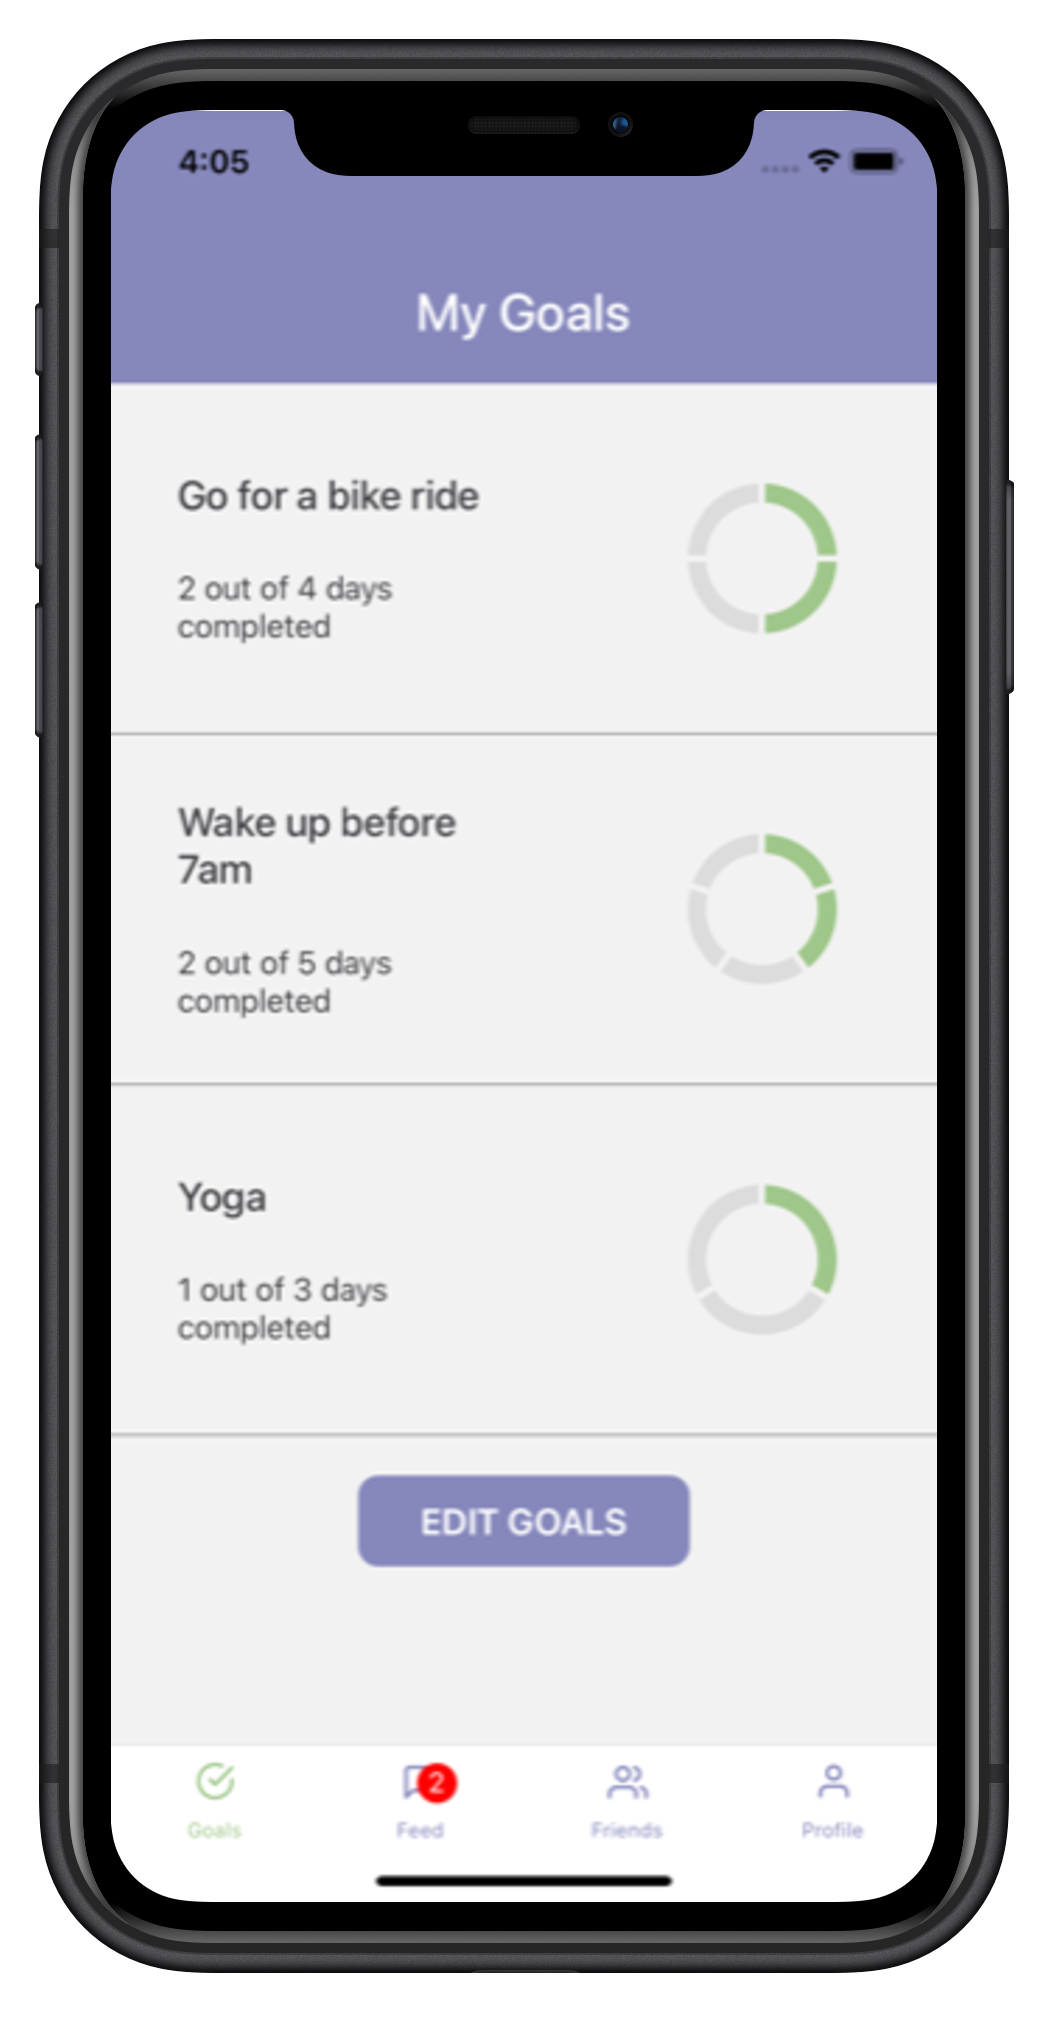 4:05
My Goals
Go for a bike ride
2 out of 4 days
completed
Wake up before
7am
2 out of 5 days
completed
Yoga
1 out of 3 days
completed
EDIT GOALS
2
Goals
Feed
Friends
Profile